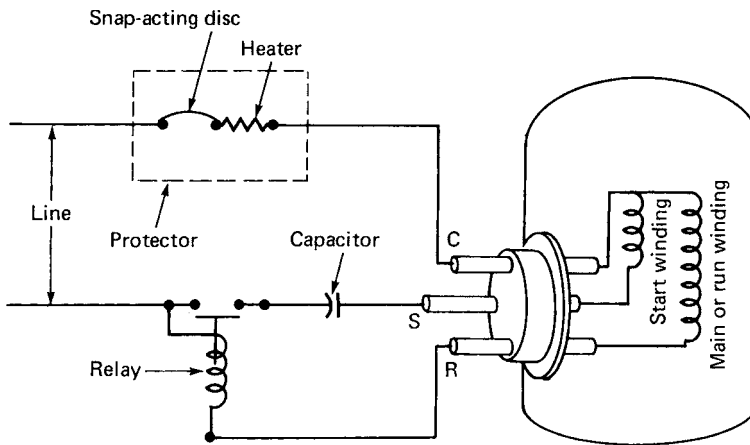 Snap-acting disc
Heater
Line
Protector
Capacitor
C
S
R
Relay
Start winding
Main or run winding